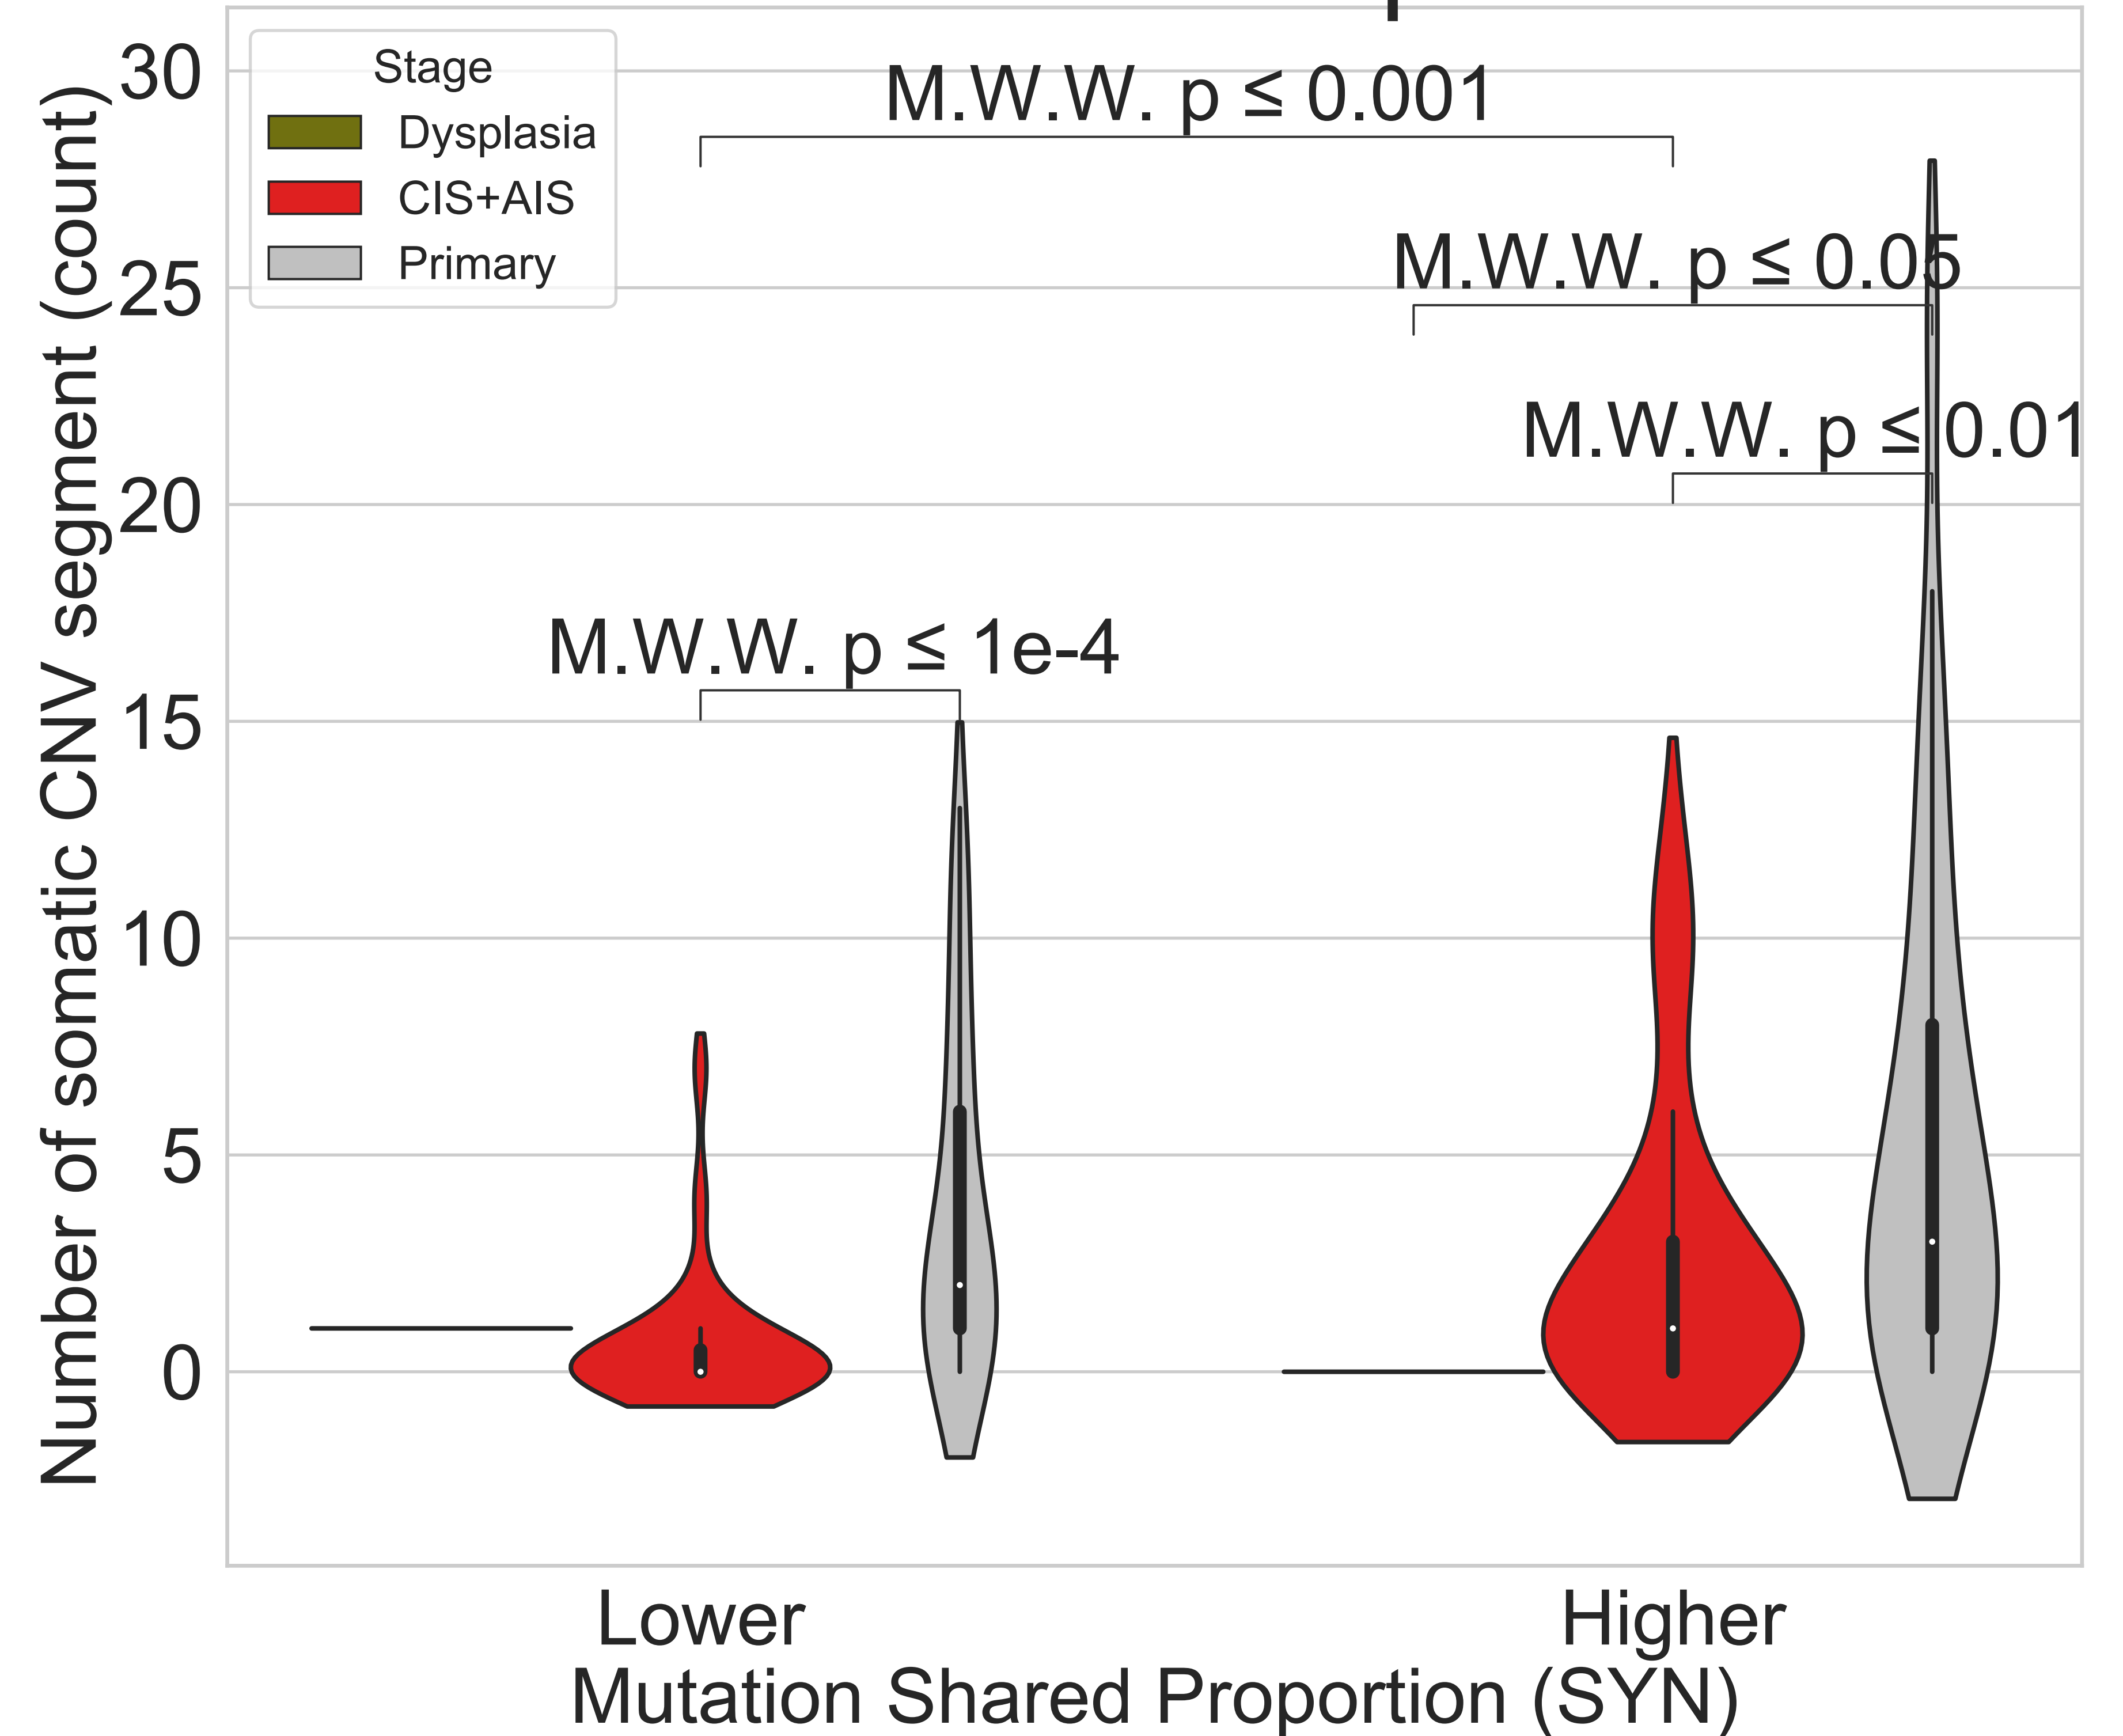 Number of somatic CNV segment (count)
30
25
20
15
10
5
0
Stage
Dysplasia
CIS+AIS
Primary
M.W.W. p ≤ 0.001
M.W.W. p ≤ 0.05
M.W.W. p ≤ 0.01
M.W.W. p ≤ 1e-4
Lower
Higher
Mutation Shared Proportion (SYN)